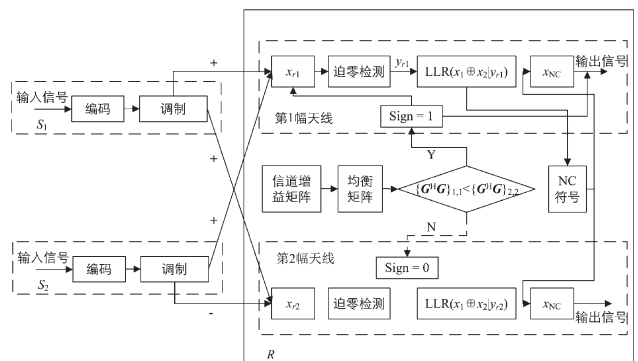 输入信号
S1
编码
调制
+
+
+
-
输入信号
S2
编码
调制
xr1
迫零检测
yr1
LLR(x1⊕x2|yr1)
xNC
输出信号
第1幅天线
Sign = 1
Y
信道增
益矩阵
均衡
矩阵
{G^H G}1,1<{G^H G}2,2
NC
符号
N
第2幅天线
Sign = 0
xr2
迫零检测
LLR(x1⊕x2|yr2)
xNC
输出信号
R